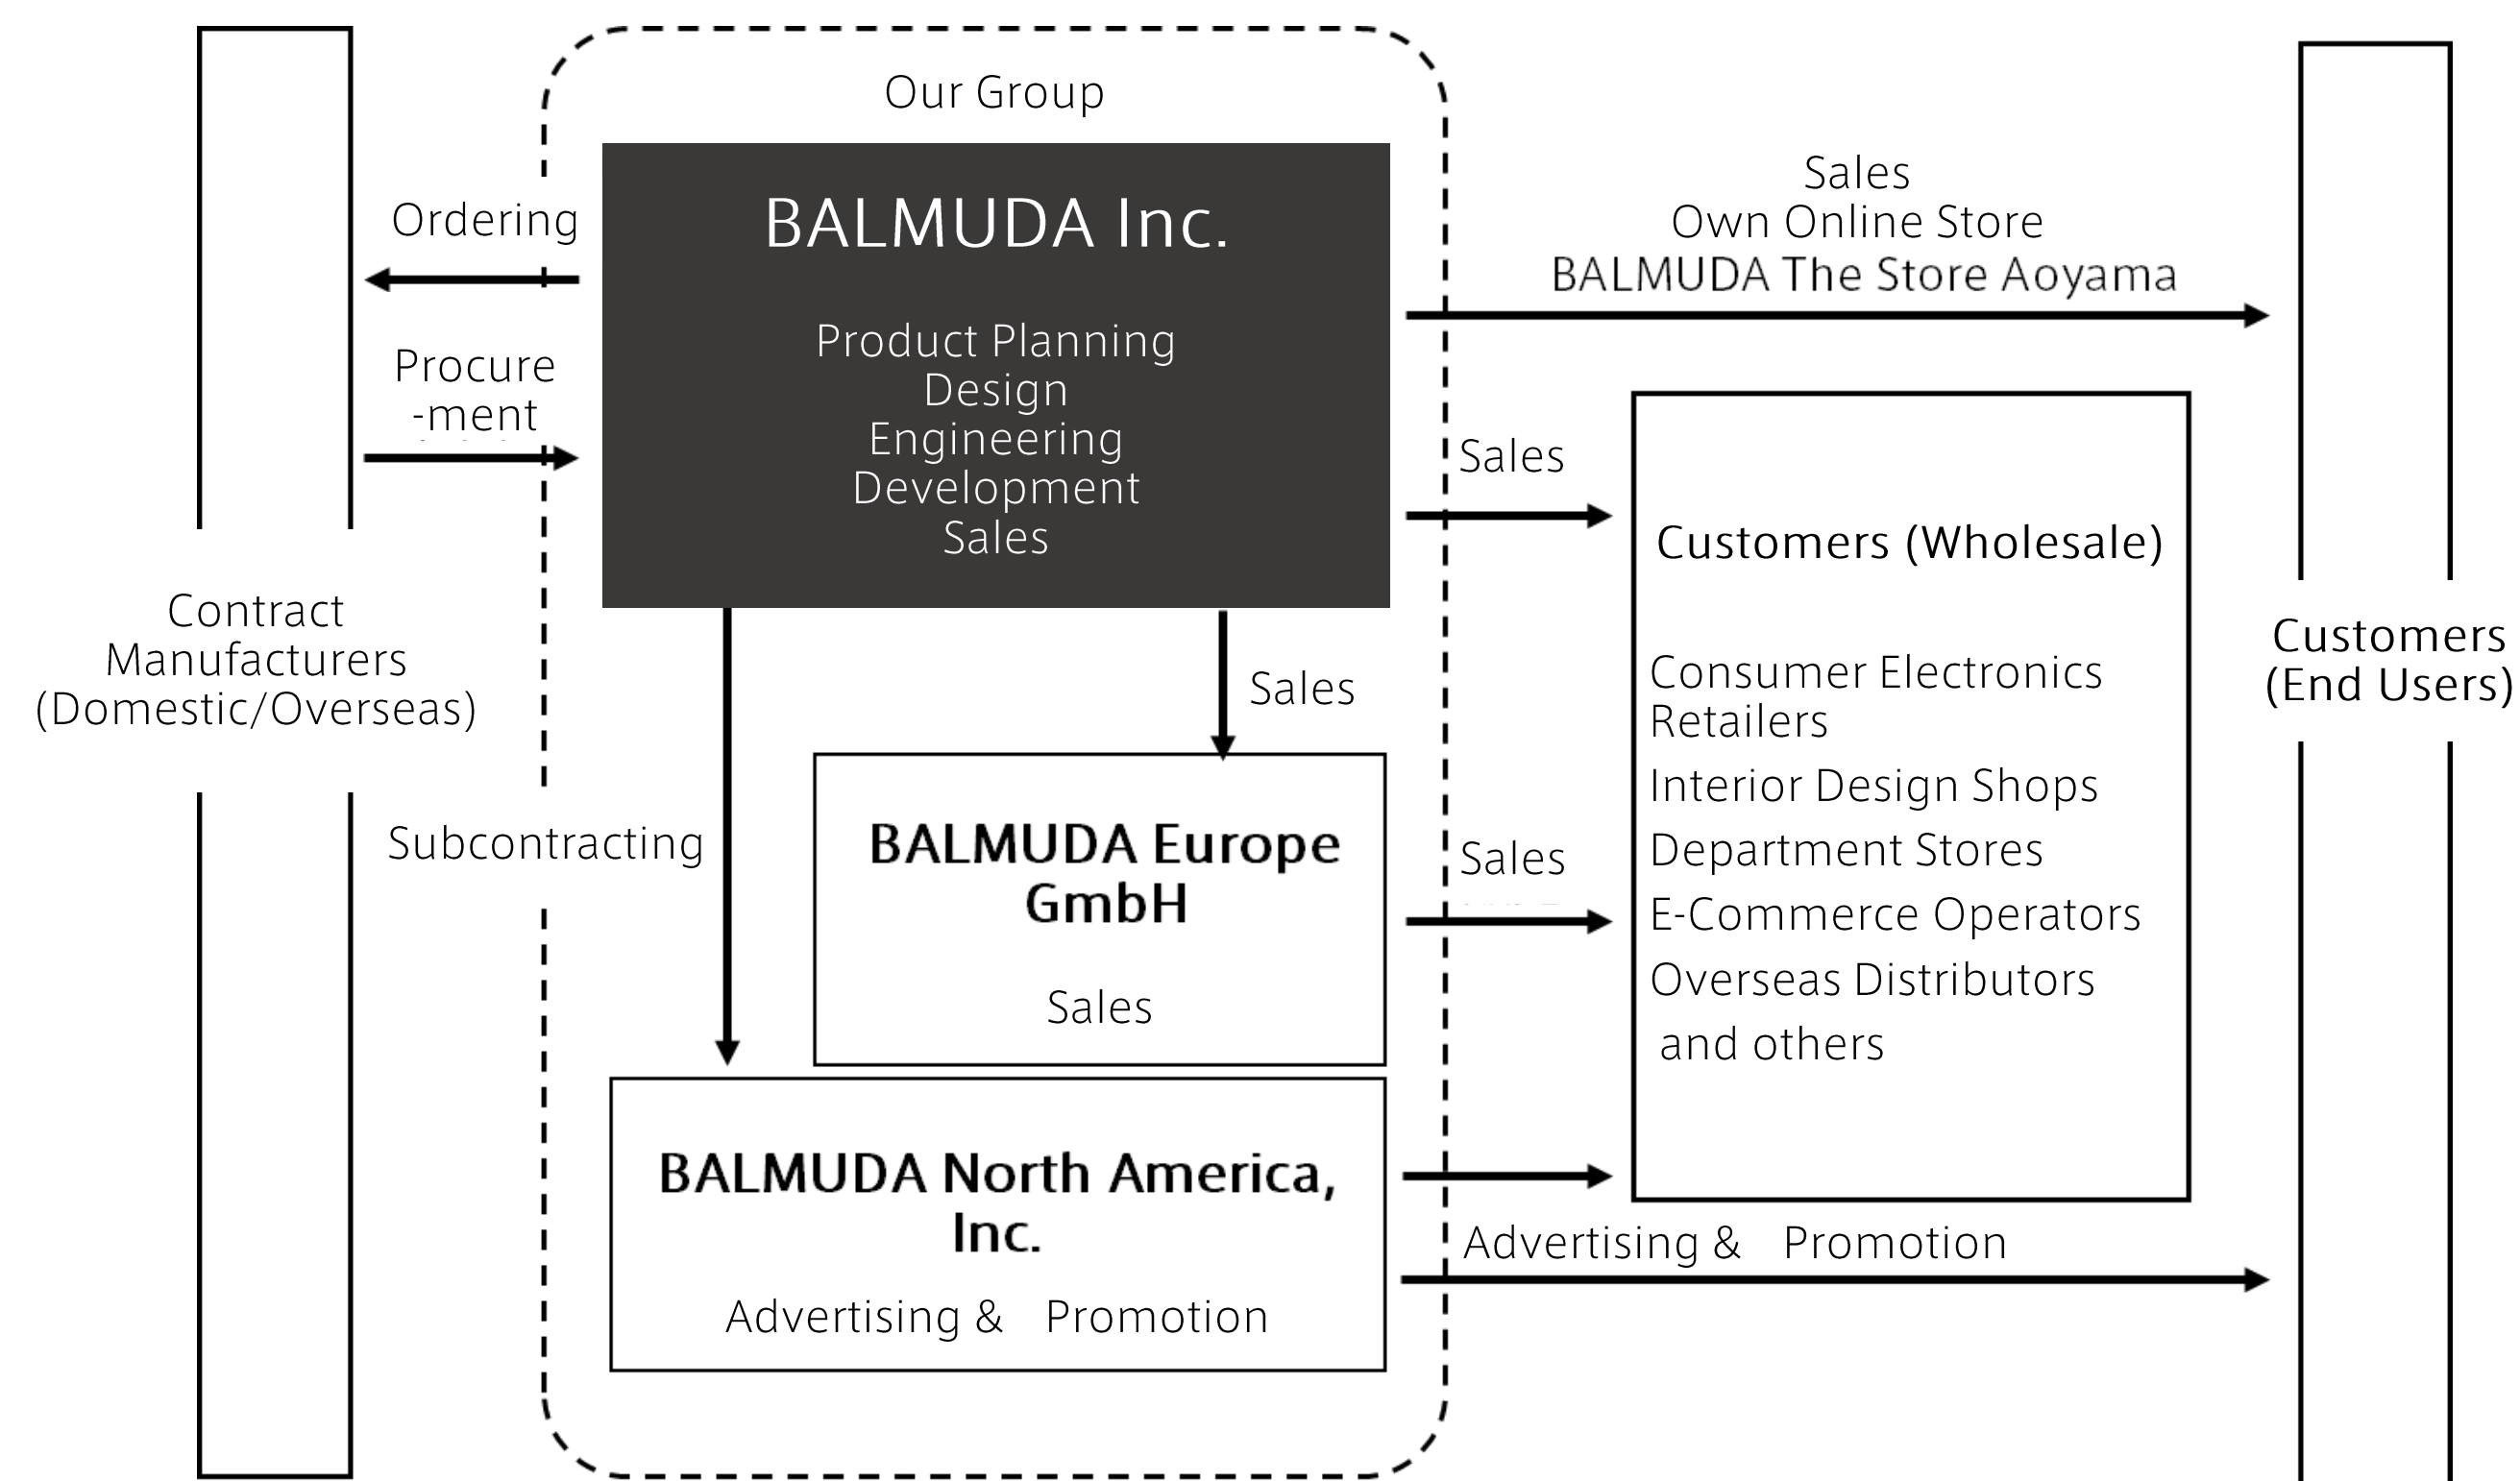 Our Group
BALMUDA Inc.
Product Planning
Design
Engineering
Development
Sales
Ordering
Procure
-ment
Contract
Manufacturers
(Domestic/Overseas)
Subcontracting
Sales
BALMUDA Europe
GmbH
Sales
BALMUDA North America,
Inc.
Advertising & Promotion
Sales
Own Online Store
BALMUDA The Store Aoyama
Sales
Sales
Advertising & Promotion
Customers (Wholesale)
Consumer Electronics
Retailers
Interior Design Shops
Department Stores
E-Commerce Operators
Overseas Distributors
and others
Customers
(End Users)